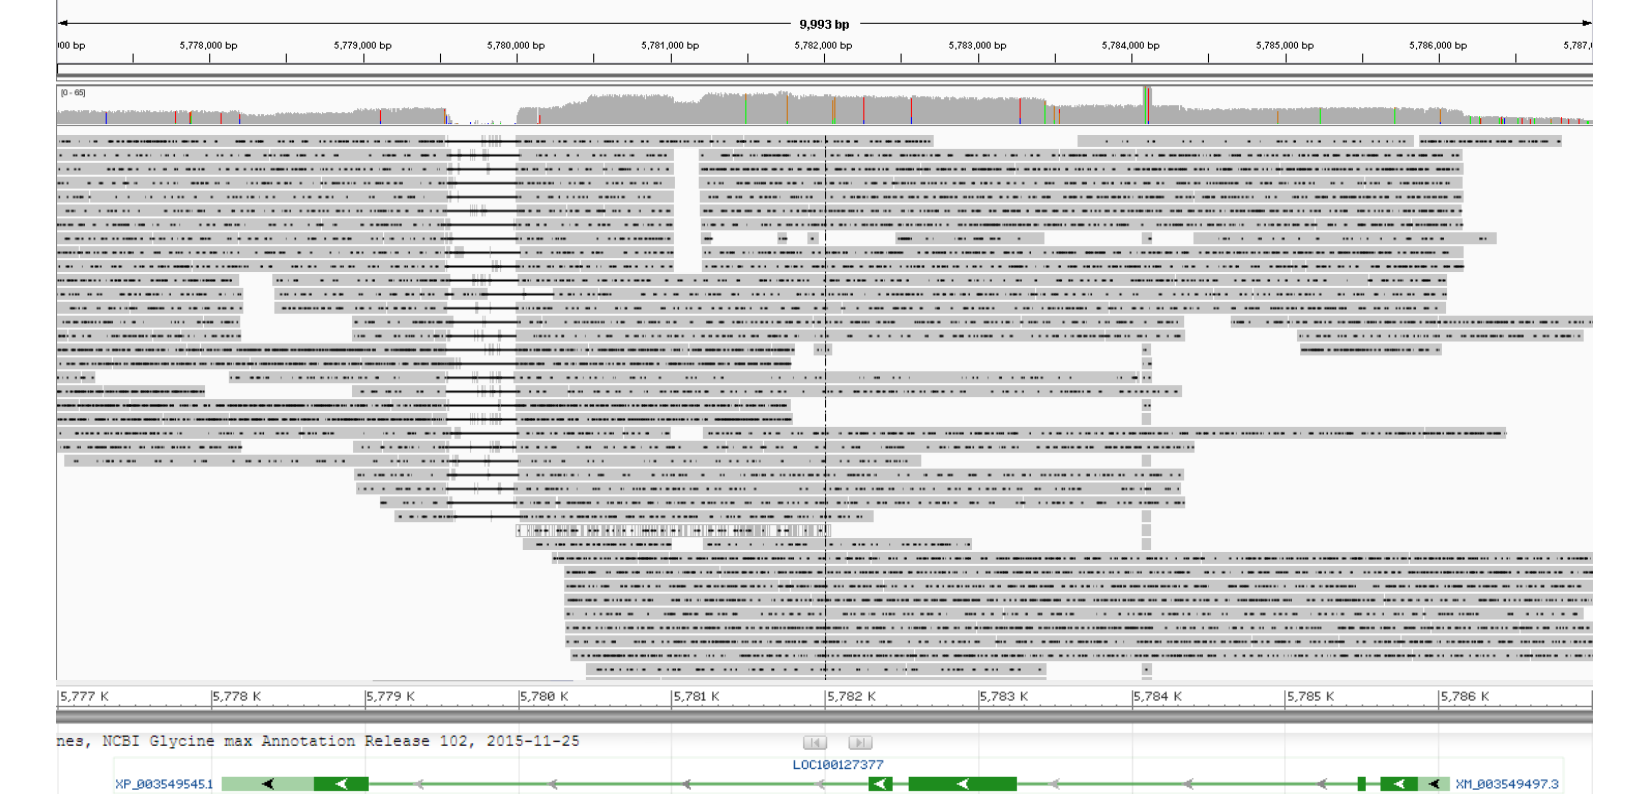 9,993 bp
000 bp 5,778,000 bp 5,779,000 bp 5,780,000 bp 5,781,000 bp 5,782,000 bp 5,783,000 bp 5,784,000 bp 5,785,000 bp 5,786,000 bp 5,787,0
[0 - 65]
5,777 K 5,778 K 5,779 K 5,780 K 5,781 K 5,782 K 5,783 K 5,784 K 5,785 K 5,786 K
nes, NCBI Glycine max Annotation Release 102, 2015-11-25
LOC100127377
XP_003549545.1 XM_003549497.3